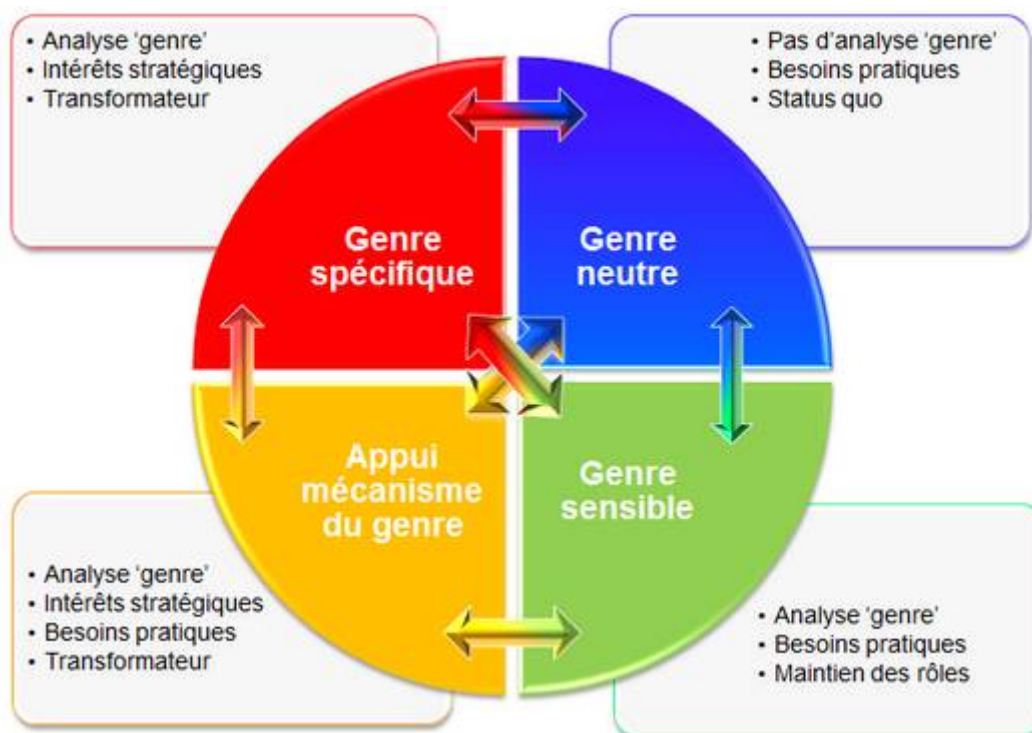 • Analyse ‘genre’
• Intérêts stratégiques
• Transformateur
• Pas d’analyse ‘genre’
• Besoins pratiques
• Status quo
Genre
spécifique
Genre
neutre
Appui
mécanisme
du genre
Genre
sensible
• Analyse ‘genre’
• Intérêts stratégiques
• Besoins pratiques
• Transformateur
• Analyse ‘genre’
• Besoins pratiques
• Maintien des rôles